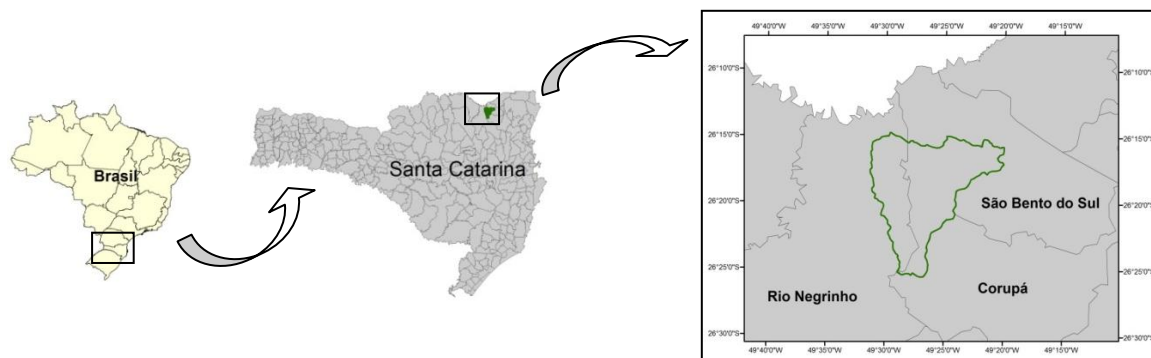 Brasil
Santa Catarina
49°40'0"W 49°35'0"W 49°30'0"W 49°25'0"W 49°20'0"W 49°15'0"W
26°10'0"S 26°10'0"S
26°15'0"S 26°15'0"S
São Bento do Sul
26°20'0"S 26°20'0"S
26°25'0"S 26°25'0"S
Rio Negrinho Corupá
26°30'0"S 26°30'0"S
49°40'0"W 49°35'0"W 49°30'0"W 49°25'0"W 49°20'0"W 49°15'0"W